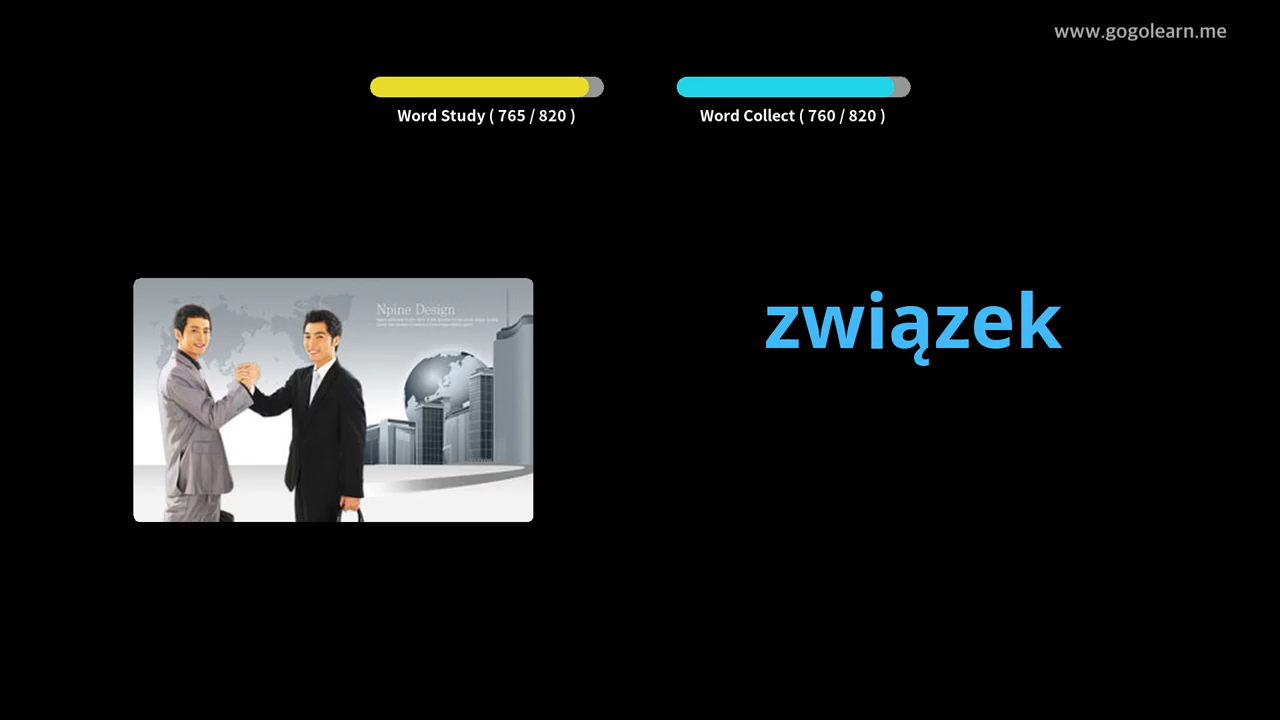 www.gogolearn.me
Word Study ( 765 / 820 )
Word Collect ( 760 / 820 )
Npine Design
związek